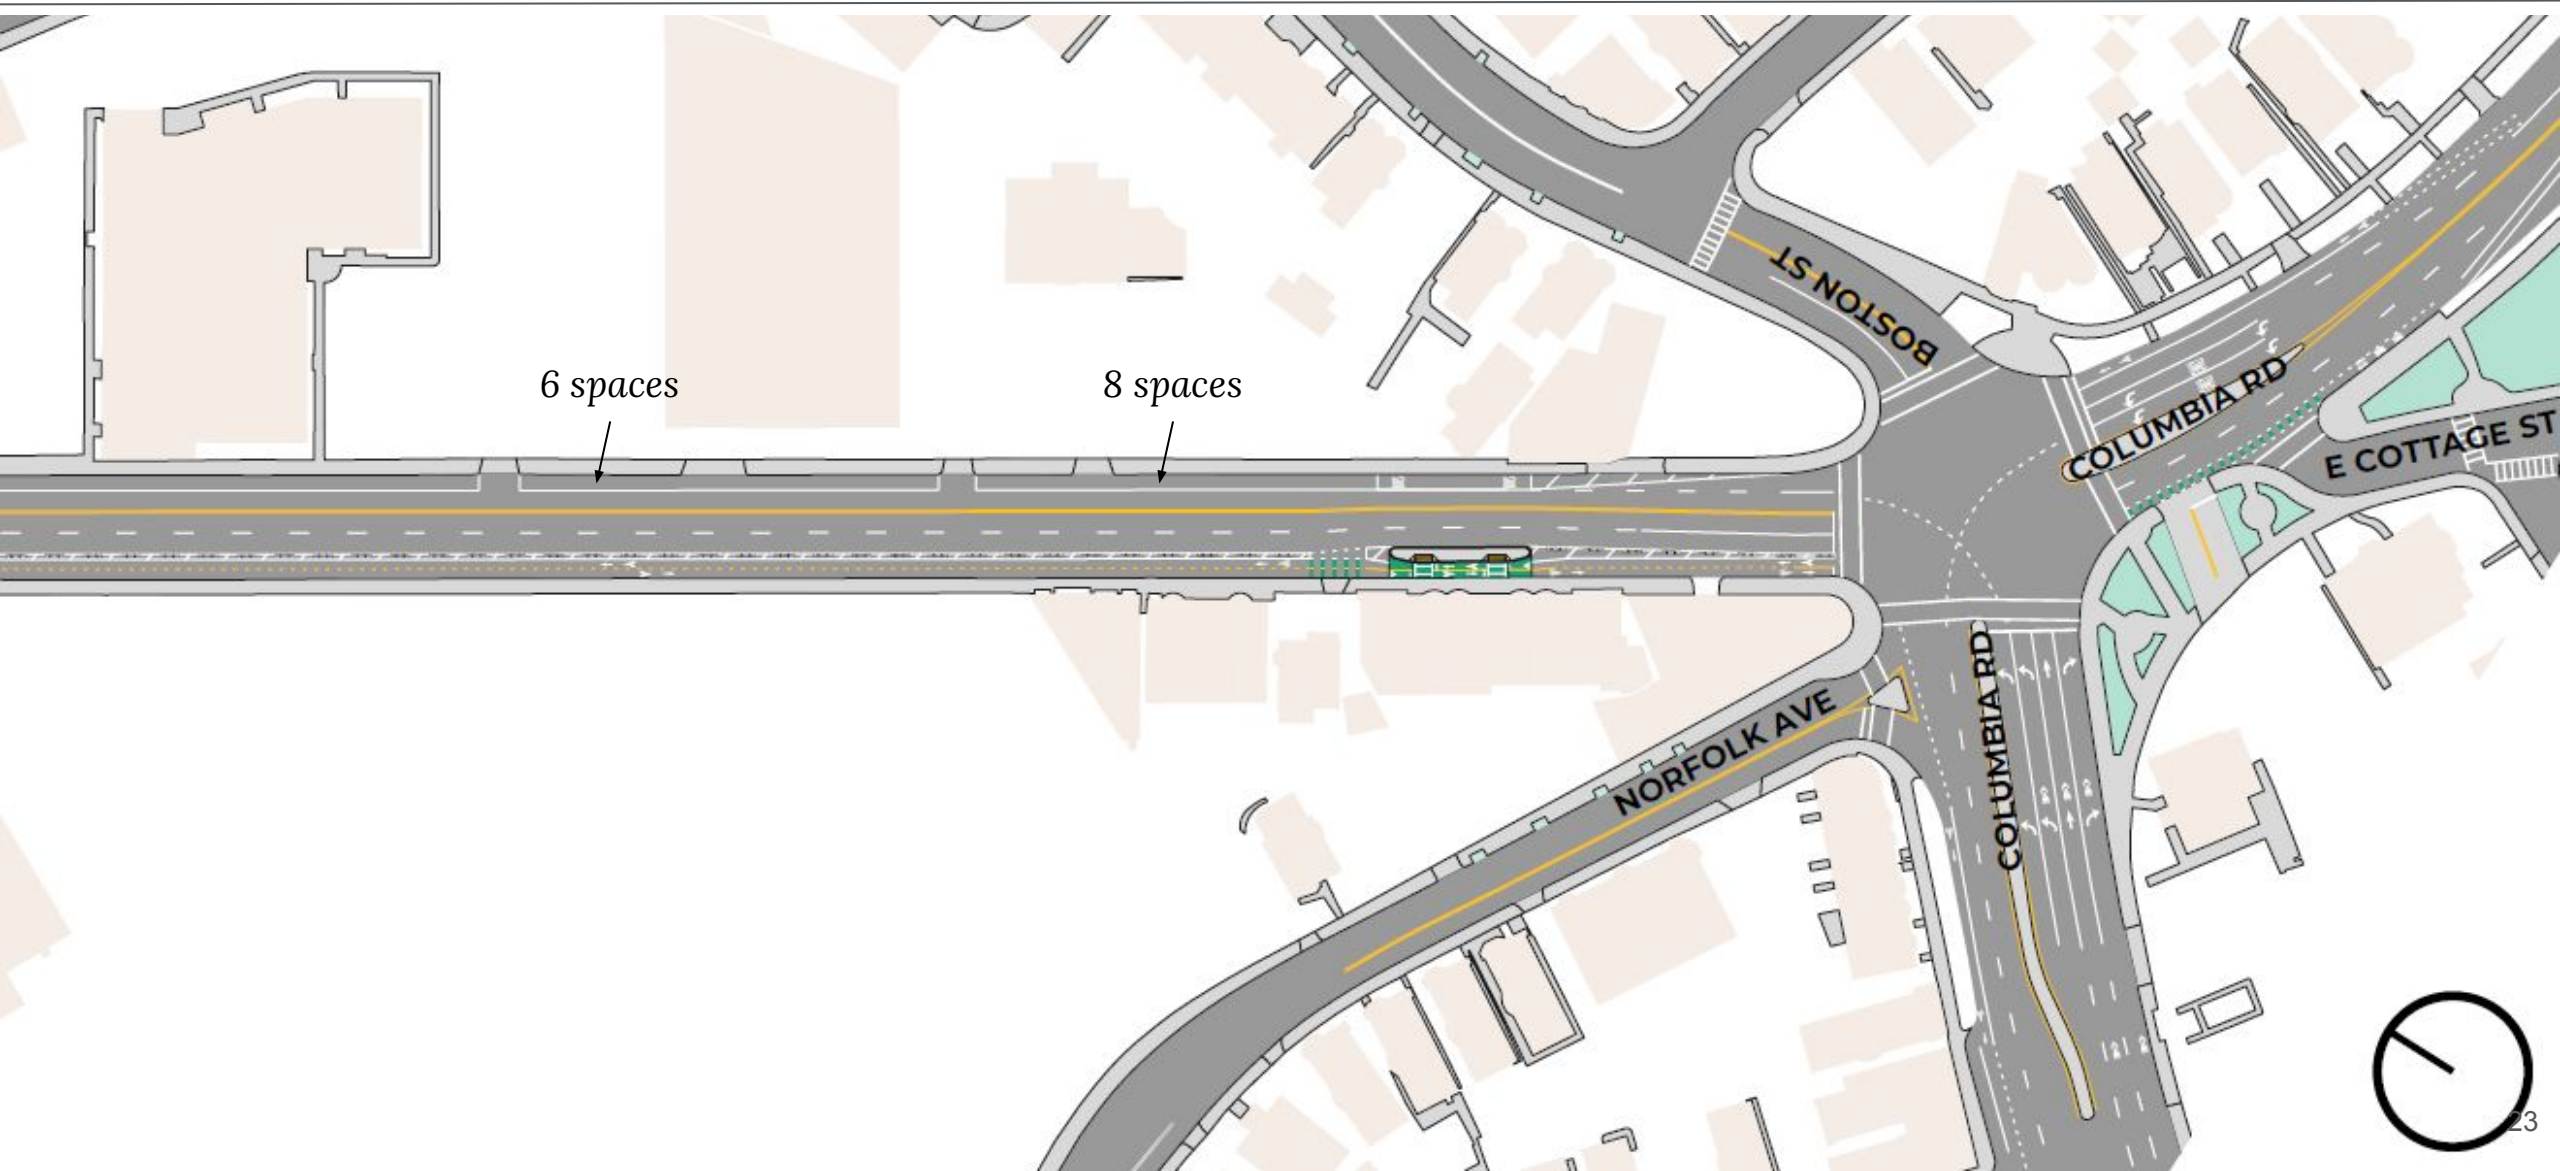 BOSTON ST
6 spaces
8 spaces
COLUMBIA RD
E COTTAGE ST
COLUMBIA RD
NORFOLK AVE
23